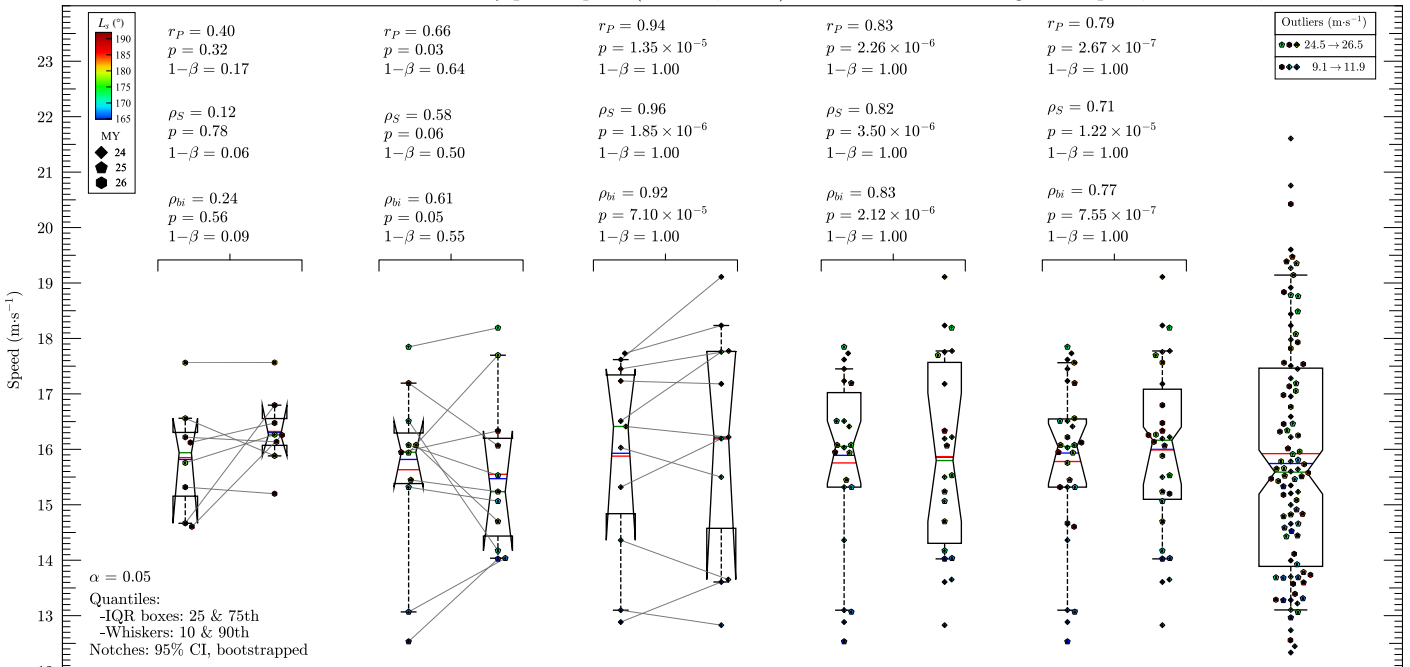 L_s (°)
190
185
180
175
170
165
MY
24
25
26
r_P = 0.40
p = 0.32
1−β = 0.17
ρ_S = 0.12
p = 0.78
1−β = 0.06
ρ_bi = 0.24
p = 0.56
1−β = 0.09
r_P = 0.66
p = 0.03
1−β = 0.64
ρ_S = 0.58
p = 0.06
1−β = 0.50
ρ_bi = 0.61
p = 0.05
1−β = 0.55
r_P = 0.94
p = 1.35 × 10⁻⁵
1−β = 1.00
ρ_S = 0.96
p = 1.85 × 10⁻⁶
1−β = 1.00
ρ_bi = 0.92
p = 7.10 × 10⁻⁵
1−β = 1.00
r_P = 0.83
p = 2.26 × 10⁻⁶
1−β = 1.00
ρ_S = 0.82
p = 3.50 × 10⁻⁶
1−β = 1.00
ρ_bi = 0.83
p = 2.12 × 10⁻⁶
1−β = 1.00
r_P = 0.79
p = 2.67 × 10⁻⁷
1−β = 1.00
ρ_S = 0.71
p = 1.22 × 10⁻⁵
1−β = 1.00
ρ_bi = 0.77
p = 7.55 × 10⁻⁷
1−β = 1.00
Outliers (m·s⁻¹)
24.5→26.5
9.1→11.9
23
22
21
20
19
18
17
16
15
14
13
Speed (m·s⁻¹)
α = 0.05
Quantiles:
-IQR boxes: 25 & 75th
-Whiskers: 10 & 90th
Notches: 95% CI, bootstrapped